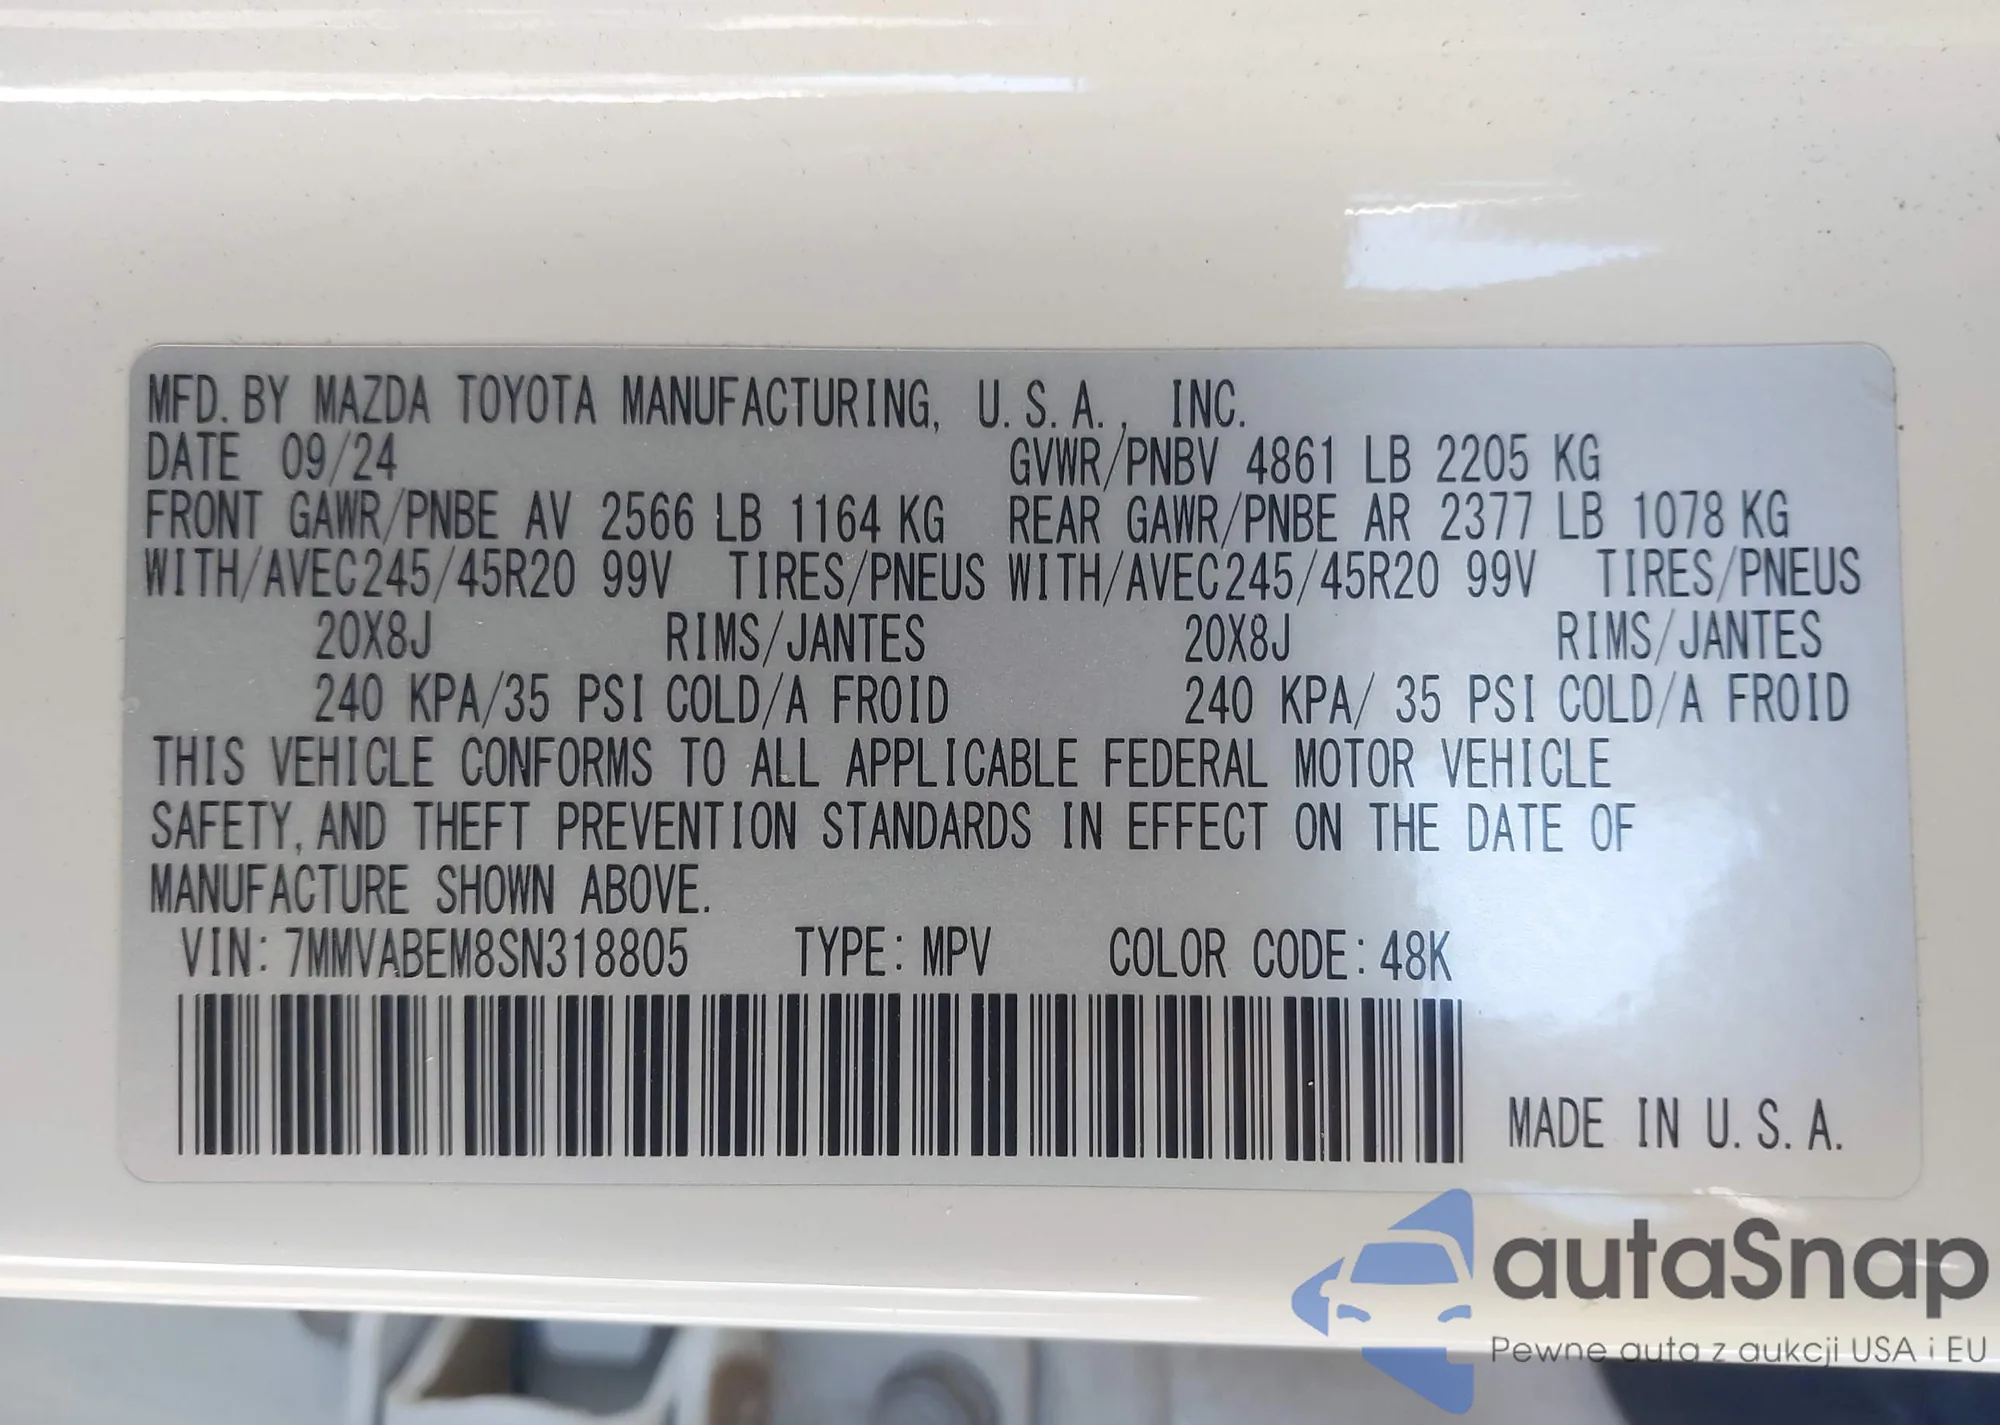 MFD. BY MAZDA TOYOTA MANUFACTURING, U.S.A., INC.
DATE 09/24 GVWR/PNBV 4861 LB 2205 KG
FRONT GAWR/PNBE AV 2566 LB 1164 KG REAR GAWR/PNBE AR 2377 LB 1078 KG
WITH/AVEC245/45R20 99V TIRES/PNEUS WITH/AVEC245/45R20 99V TIRES/PNEUS
20X8J RIMS/JANTES 20X8J RIMS/JANTES
240 KPA/35 PSI COLD/A FROID 240 KPA/ 35 PSI COLD/A FROID
THIS VEHICLE CONFORMS TO ALL APPLICABLE FEDERAL MOTOR VEHICLE
SAFETY, AND THEFT PREVENTION STANDARDS IN EFFECT ON THE DATE OF
MANUFACTURE SHOWN ABOVE.
VIN: 7MMVABEM8SN318805 TYPE: MPV COLOR CODE: 48K
MADE IN U.S.A.
autaSnap
Pewne auta z aukcji USA i EU